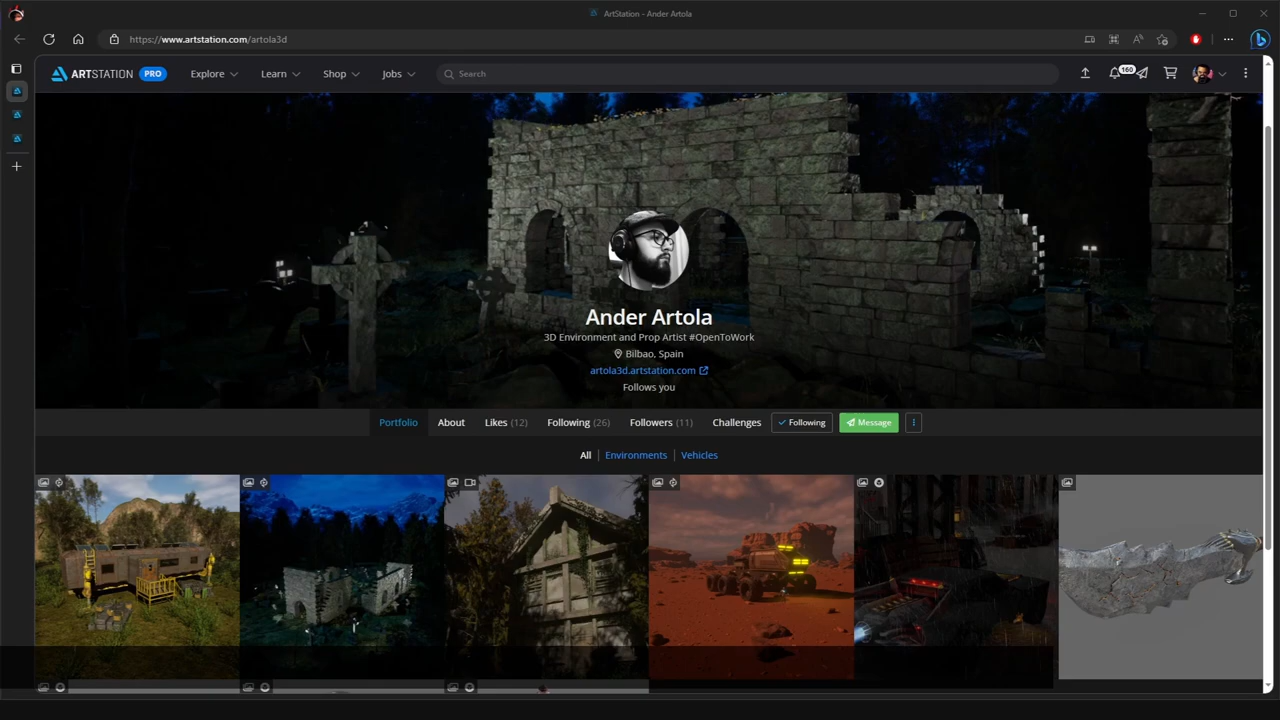 ArtStation - Ander Artola
https://www.artstation.com/artola3d
ARTSTATION PRO Explore Learn Shop Jobs Search 160
Ander Artola
3D Environment and Prop Artist #OpenToWork
Bilbao, Spain
artola3d.artstation.com
Follows you
Portfolio About Likes (12) Following (26) Followers (11) Challenges Following Message
All | Environments | Vehicles